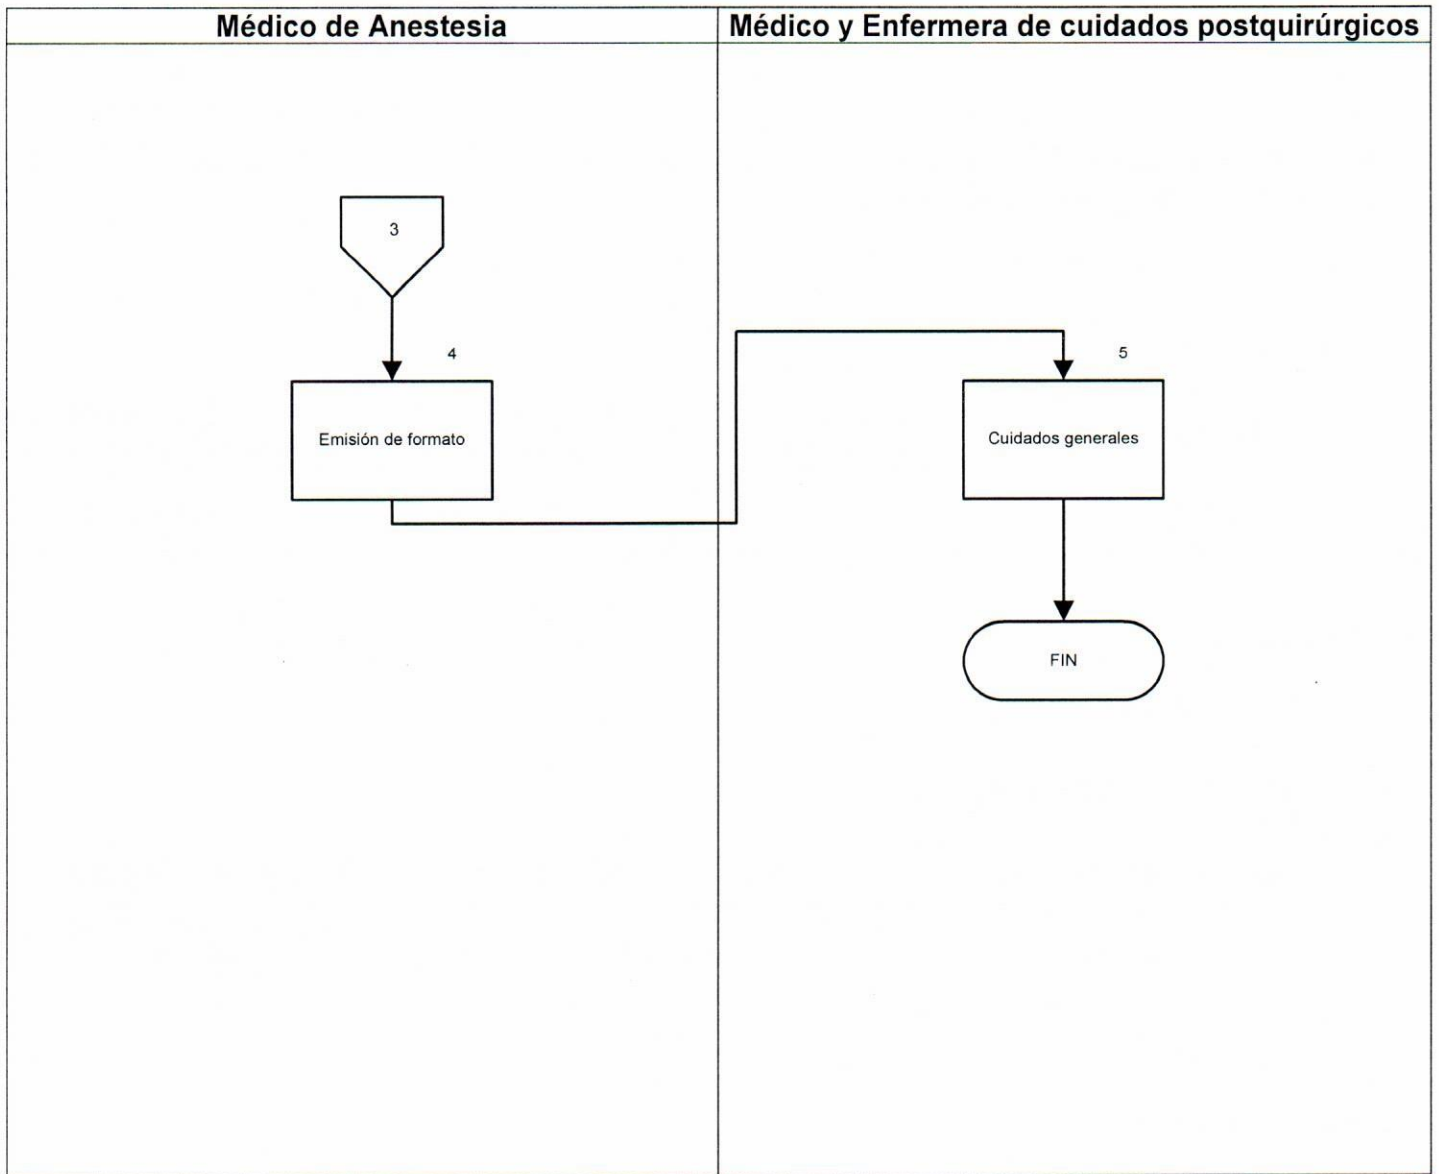 Médico de Anestesia
Médico y Enfermera de cuidados postquirúrgicos
3
4
Emisión de formato
5
Cuidados generales
FIN